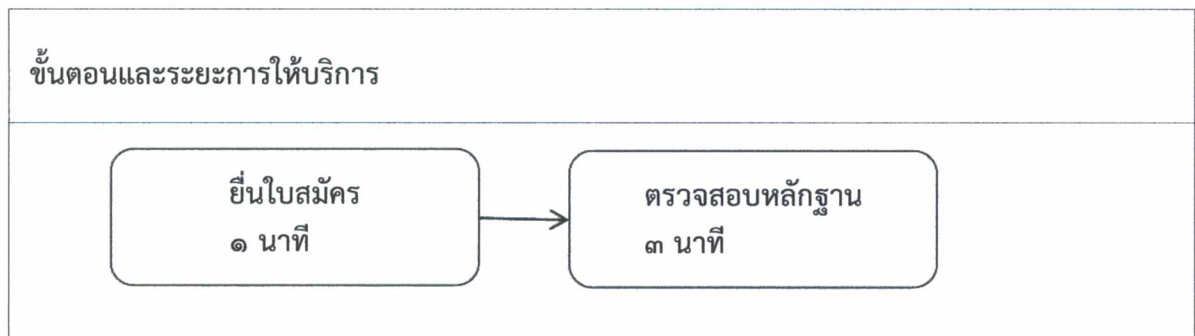 ขั้นตอนและระยะการให้บริการ
ยื่นใบสมัคร
๑ นาที
ตรวจสอบหลักฐาน
๓ นาที